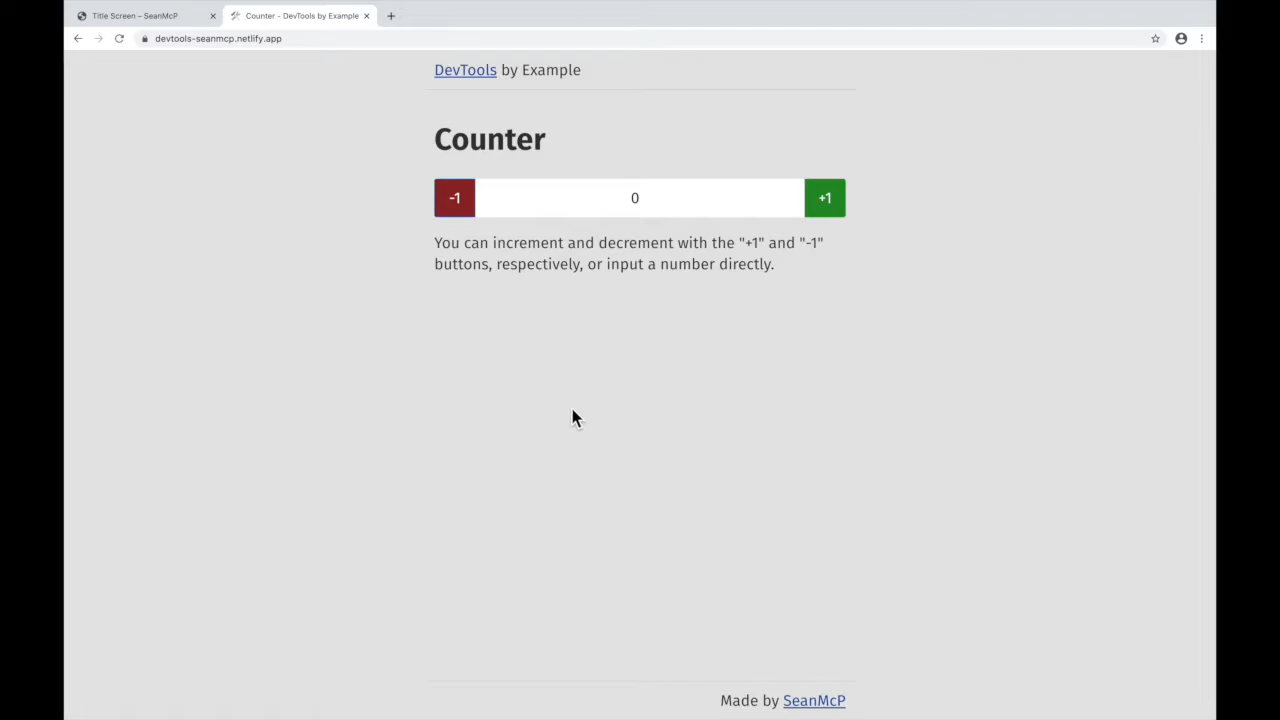 Title Screen – SeanMcP
Counter - DevTools by Example
devtools-seanmcp.netlify.app
DevTools by Example
Counter
-1 0 +1
You can increment and decrement with the "+1" and "-1"
buttons, respectively, or input a number directly.
Made by SeanMcP